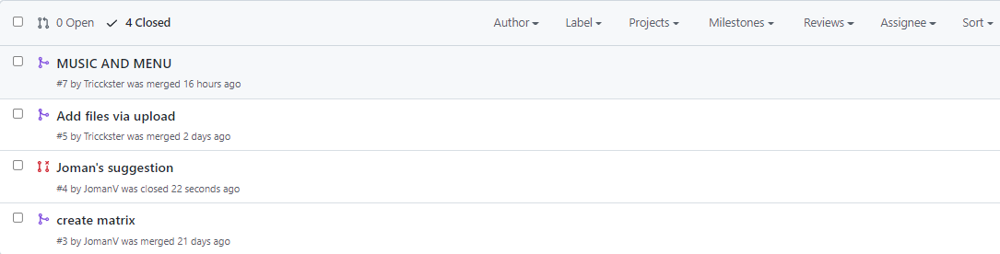 0 Open 4 Closed Author Label Projects Milestones Reviews Assignee Sort
MUSIC AND MENU
#7 by Tricckster was merged 16 hours ago
Add files via upload
#5 by Tricckster was merged 2 days ago
Joman's suggestion
#4 by JomanV was closed 22 seconds ago
create matrix
#3 by JomanV was merged 21 days ago